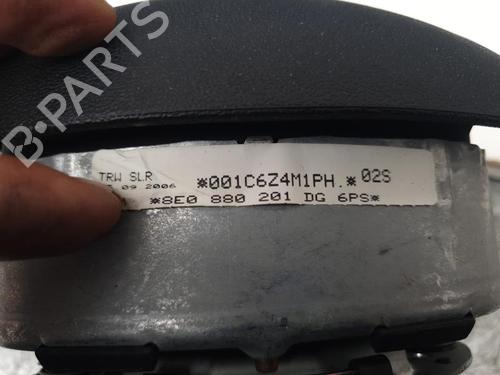 B-PARTS
TRW SLR
09 2006
*001C6Z4M1PH.* 02S
*8E0 880 201 DG 6PS*